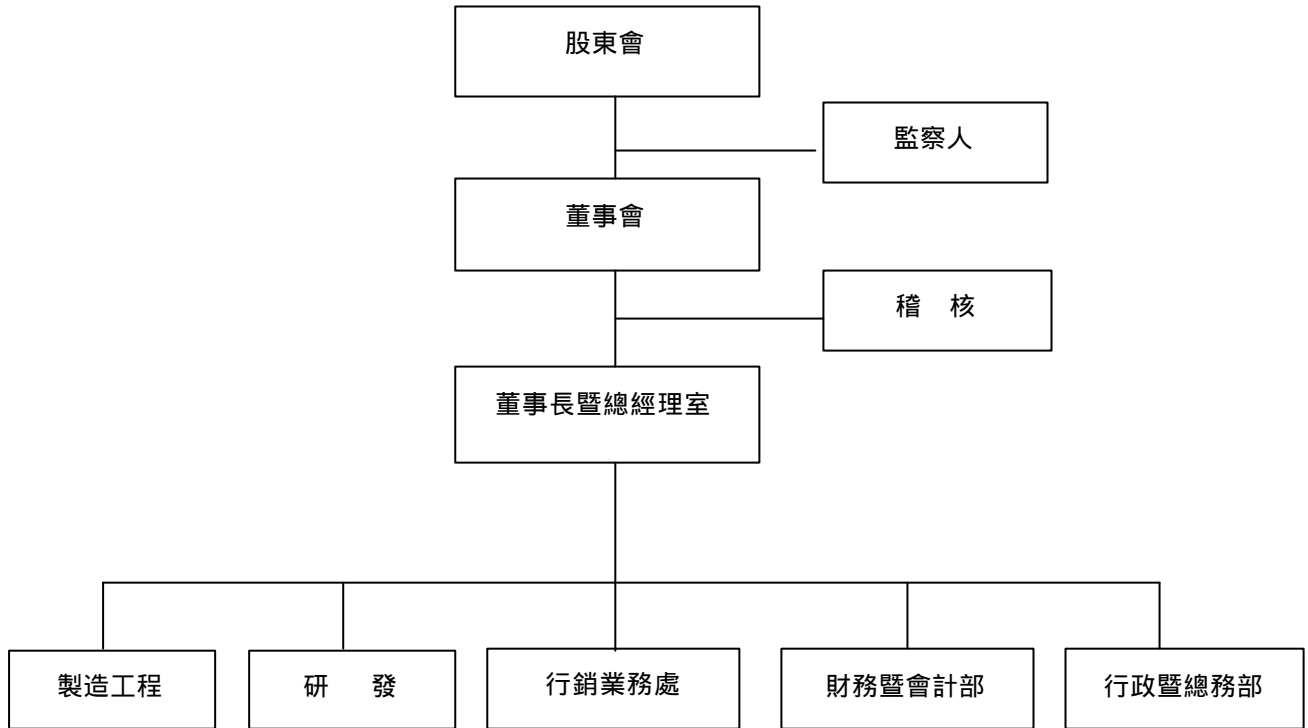 股東會
監察人
董事會
稽 核
董事長暨總經理室
製造工程
研 發
行銷業務處
財務暨會計部
行政暨總務部